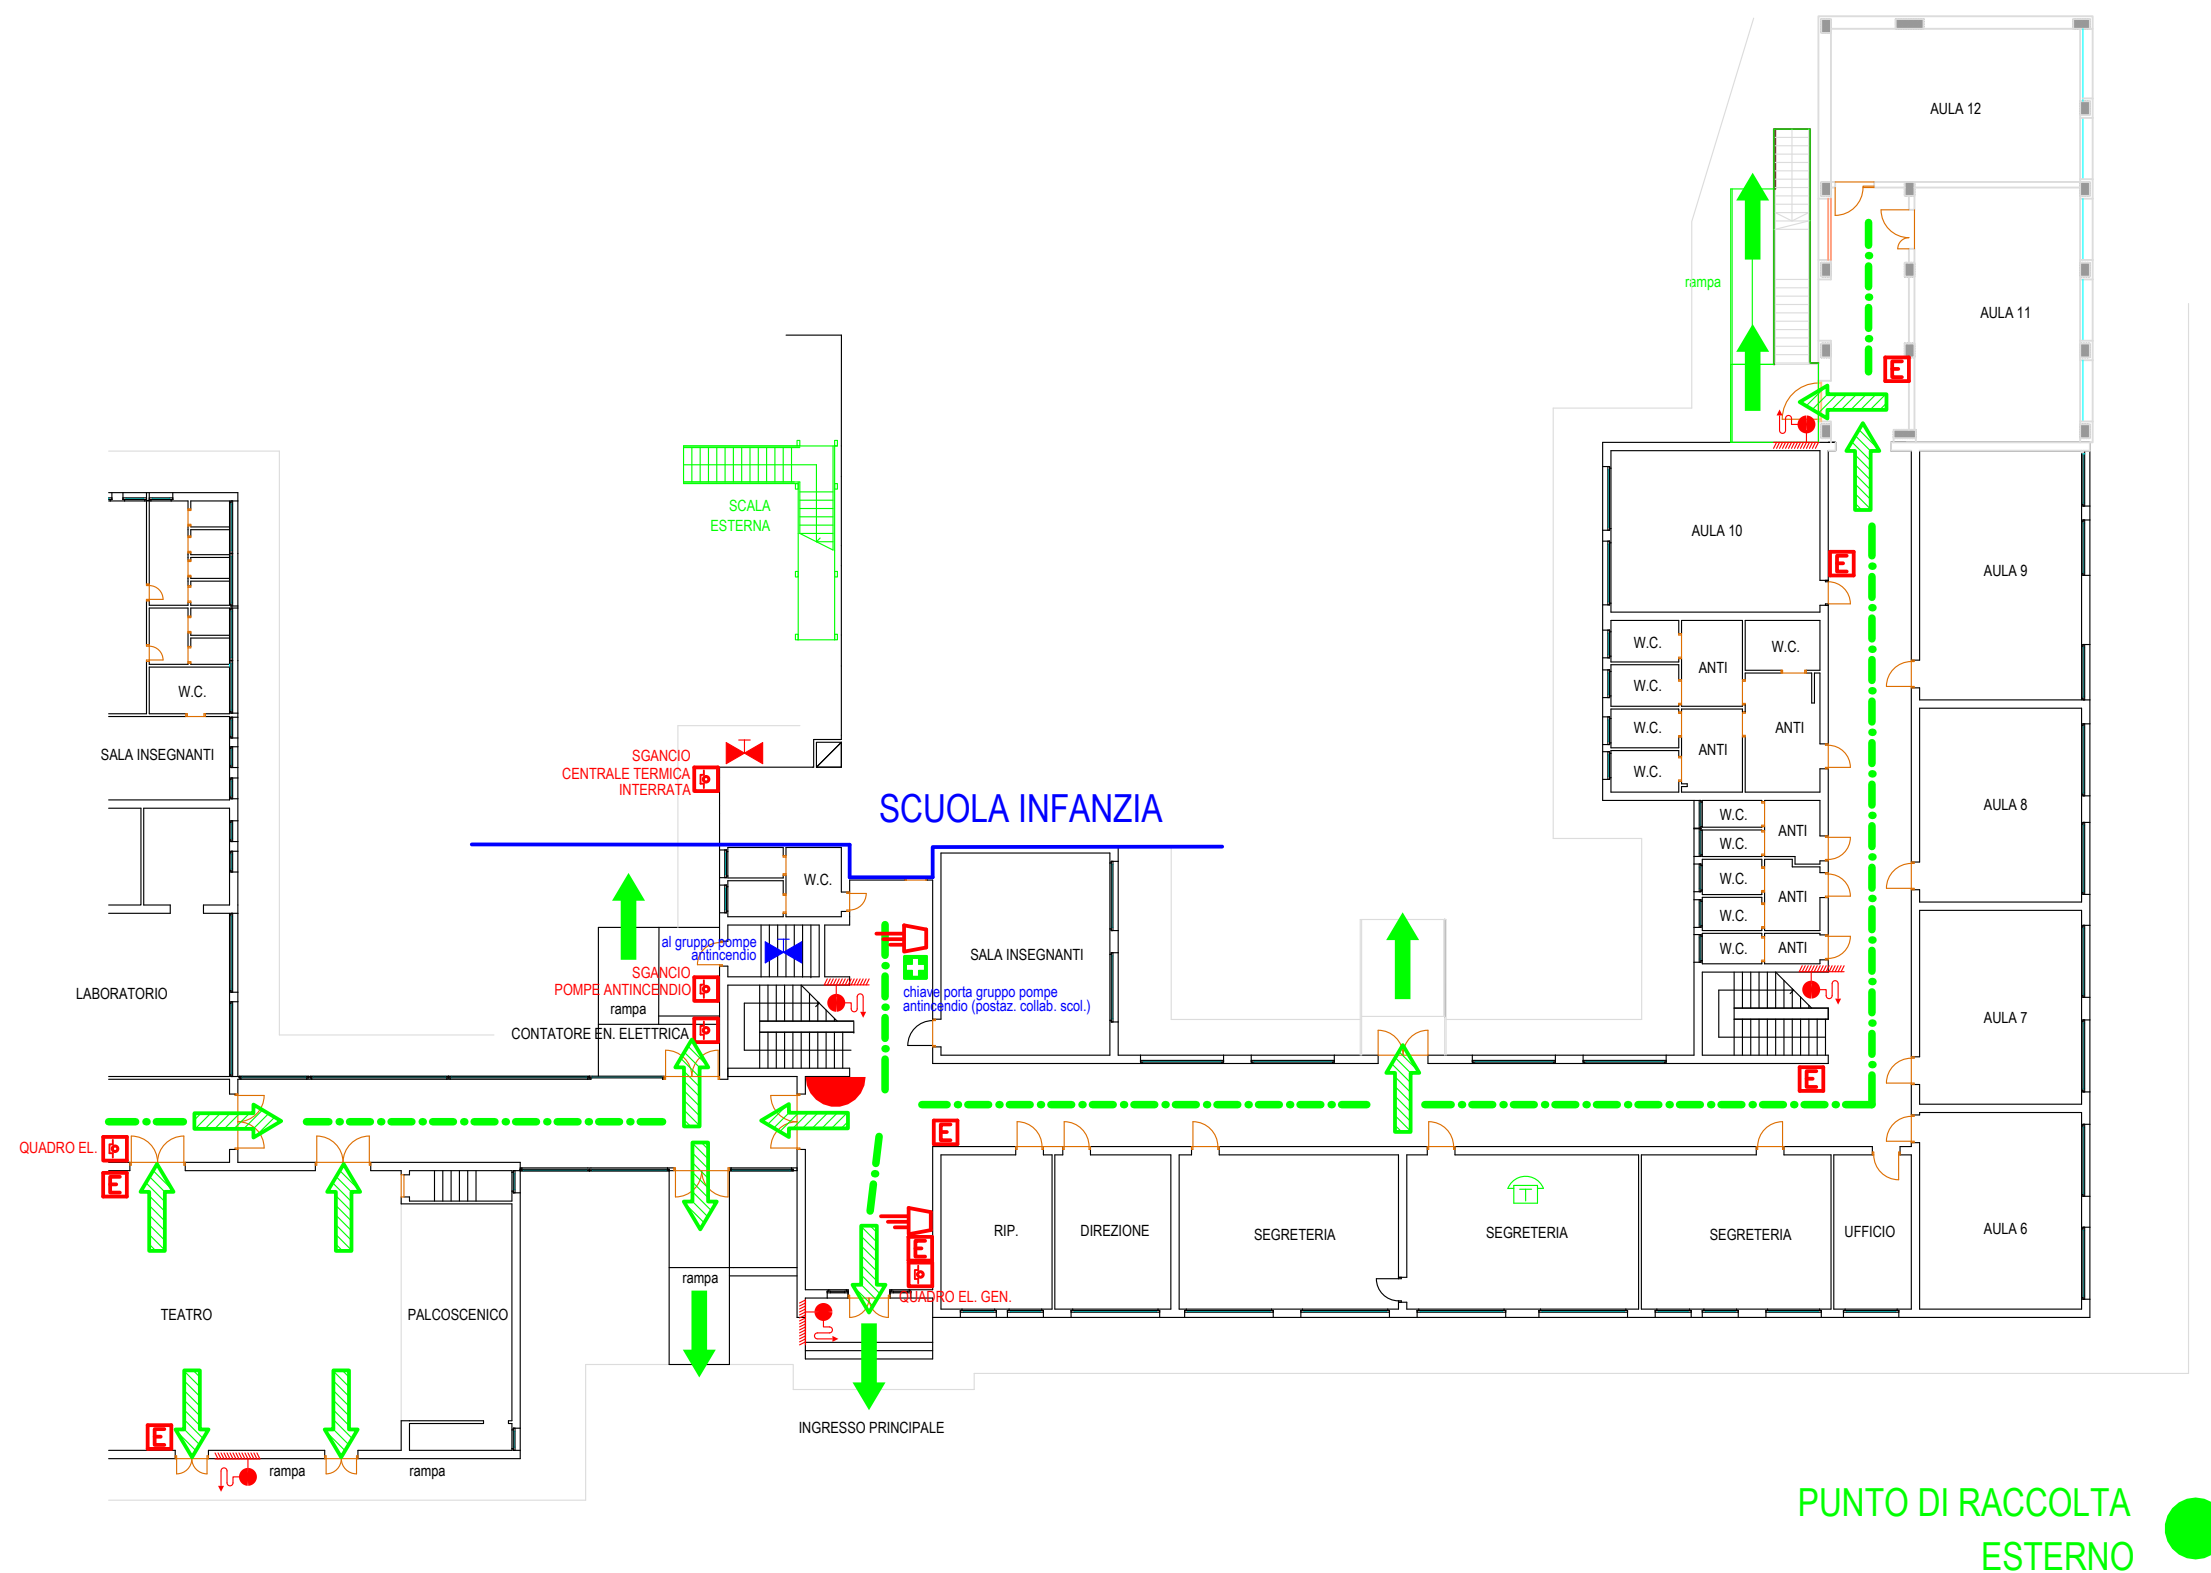 AULA 12
rampa
AULA 11
SCALA
ESTERNA
AULA 10
AULA 9
W.C.
W.C.
ANTI
W.C.
W.C.
W.C.
ANTI
ANTI
W.C.
SALA INSEGNANTI
SGANCIO
CENTRALE TERMICA
INTERRATA
SCUOLA INFANZIA
AULA 8
W.C.
ANTI
W.C.
W.C.
W.C.
ANTI
W.C.
W.C.
ANTI
al gruppo pompe
antincendio
SALA INSEGNANTI
SGANCIO
POMPE ANTINCENDIO
chiave porta gruppo pompe
antincendio (postaz. collab. scol.)
LABORATORIO
rampa
AULA 7
CONTATORE EN. ELETTRICA
E
E
E
E
QUADRO EL.
E
RIP.
DIREZIONE
SEGRETERIA
SEGRETERIA
SEGRETERIA
UFFICIO
AULA 6
E
rampa
QUADRO EL. GEN.
TEATRO
PALCOSCENICO
INGRESSO PRINCIPALE
E
rampa
rampa
PUNTO DI RACCOLTA
ESTERNO